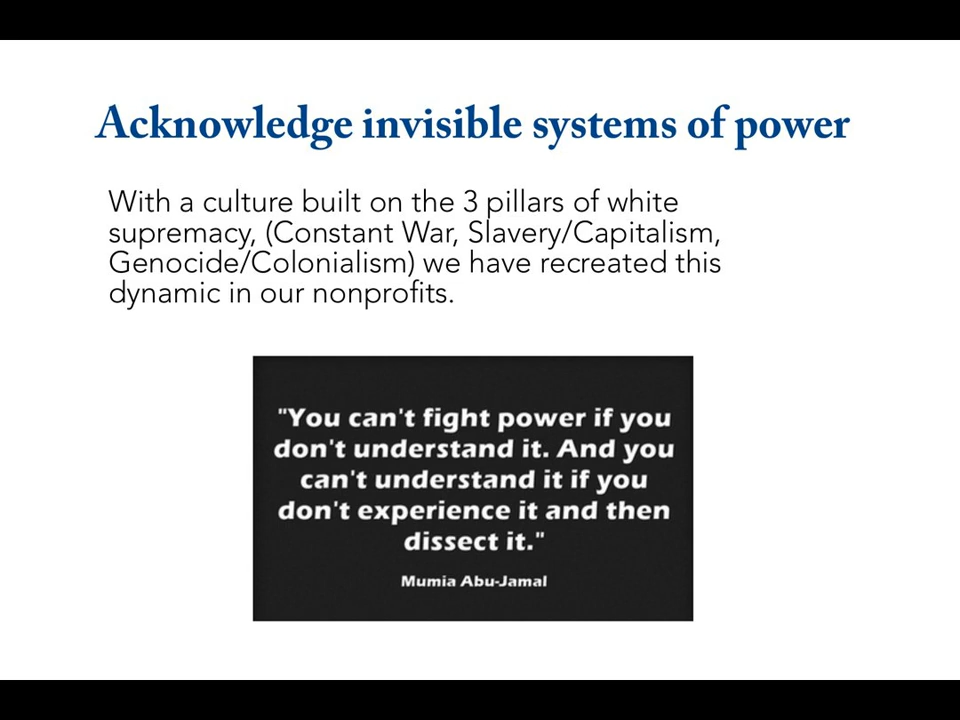 Acknowledge invisible systems of power
With a culture built on the 3 pillars of white
supremacy, (Constant War, Slavery/Capitalism,
Genocide/Colonialism) we have recreated this
dynamic in our nonprofits.
"You can't fight power if you
don't understand it. And you
can't understand it if you
don't experience it and then
dissect it."
Mumia Abu-Jamal